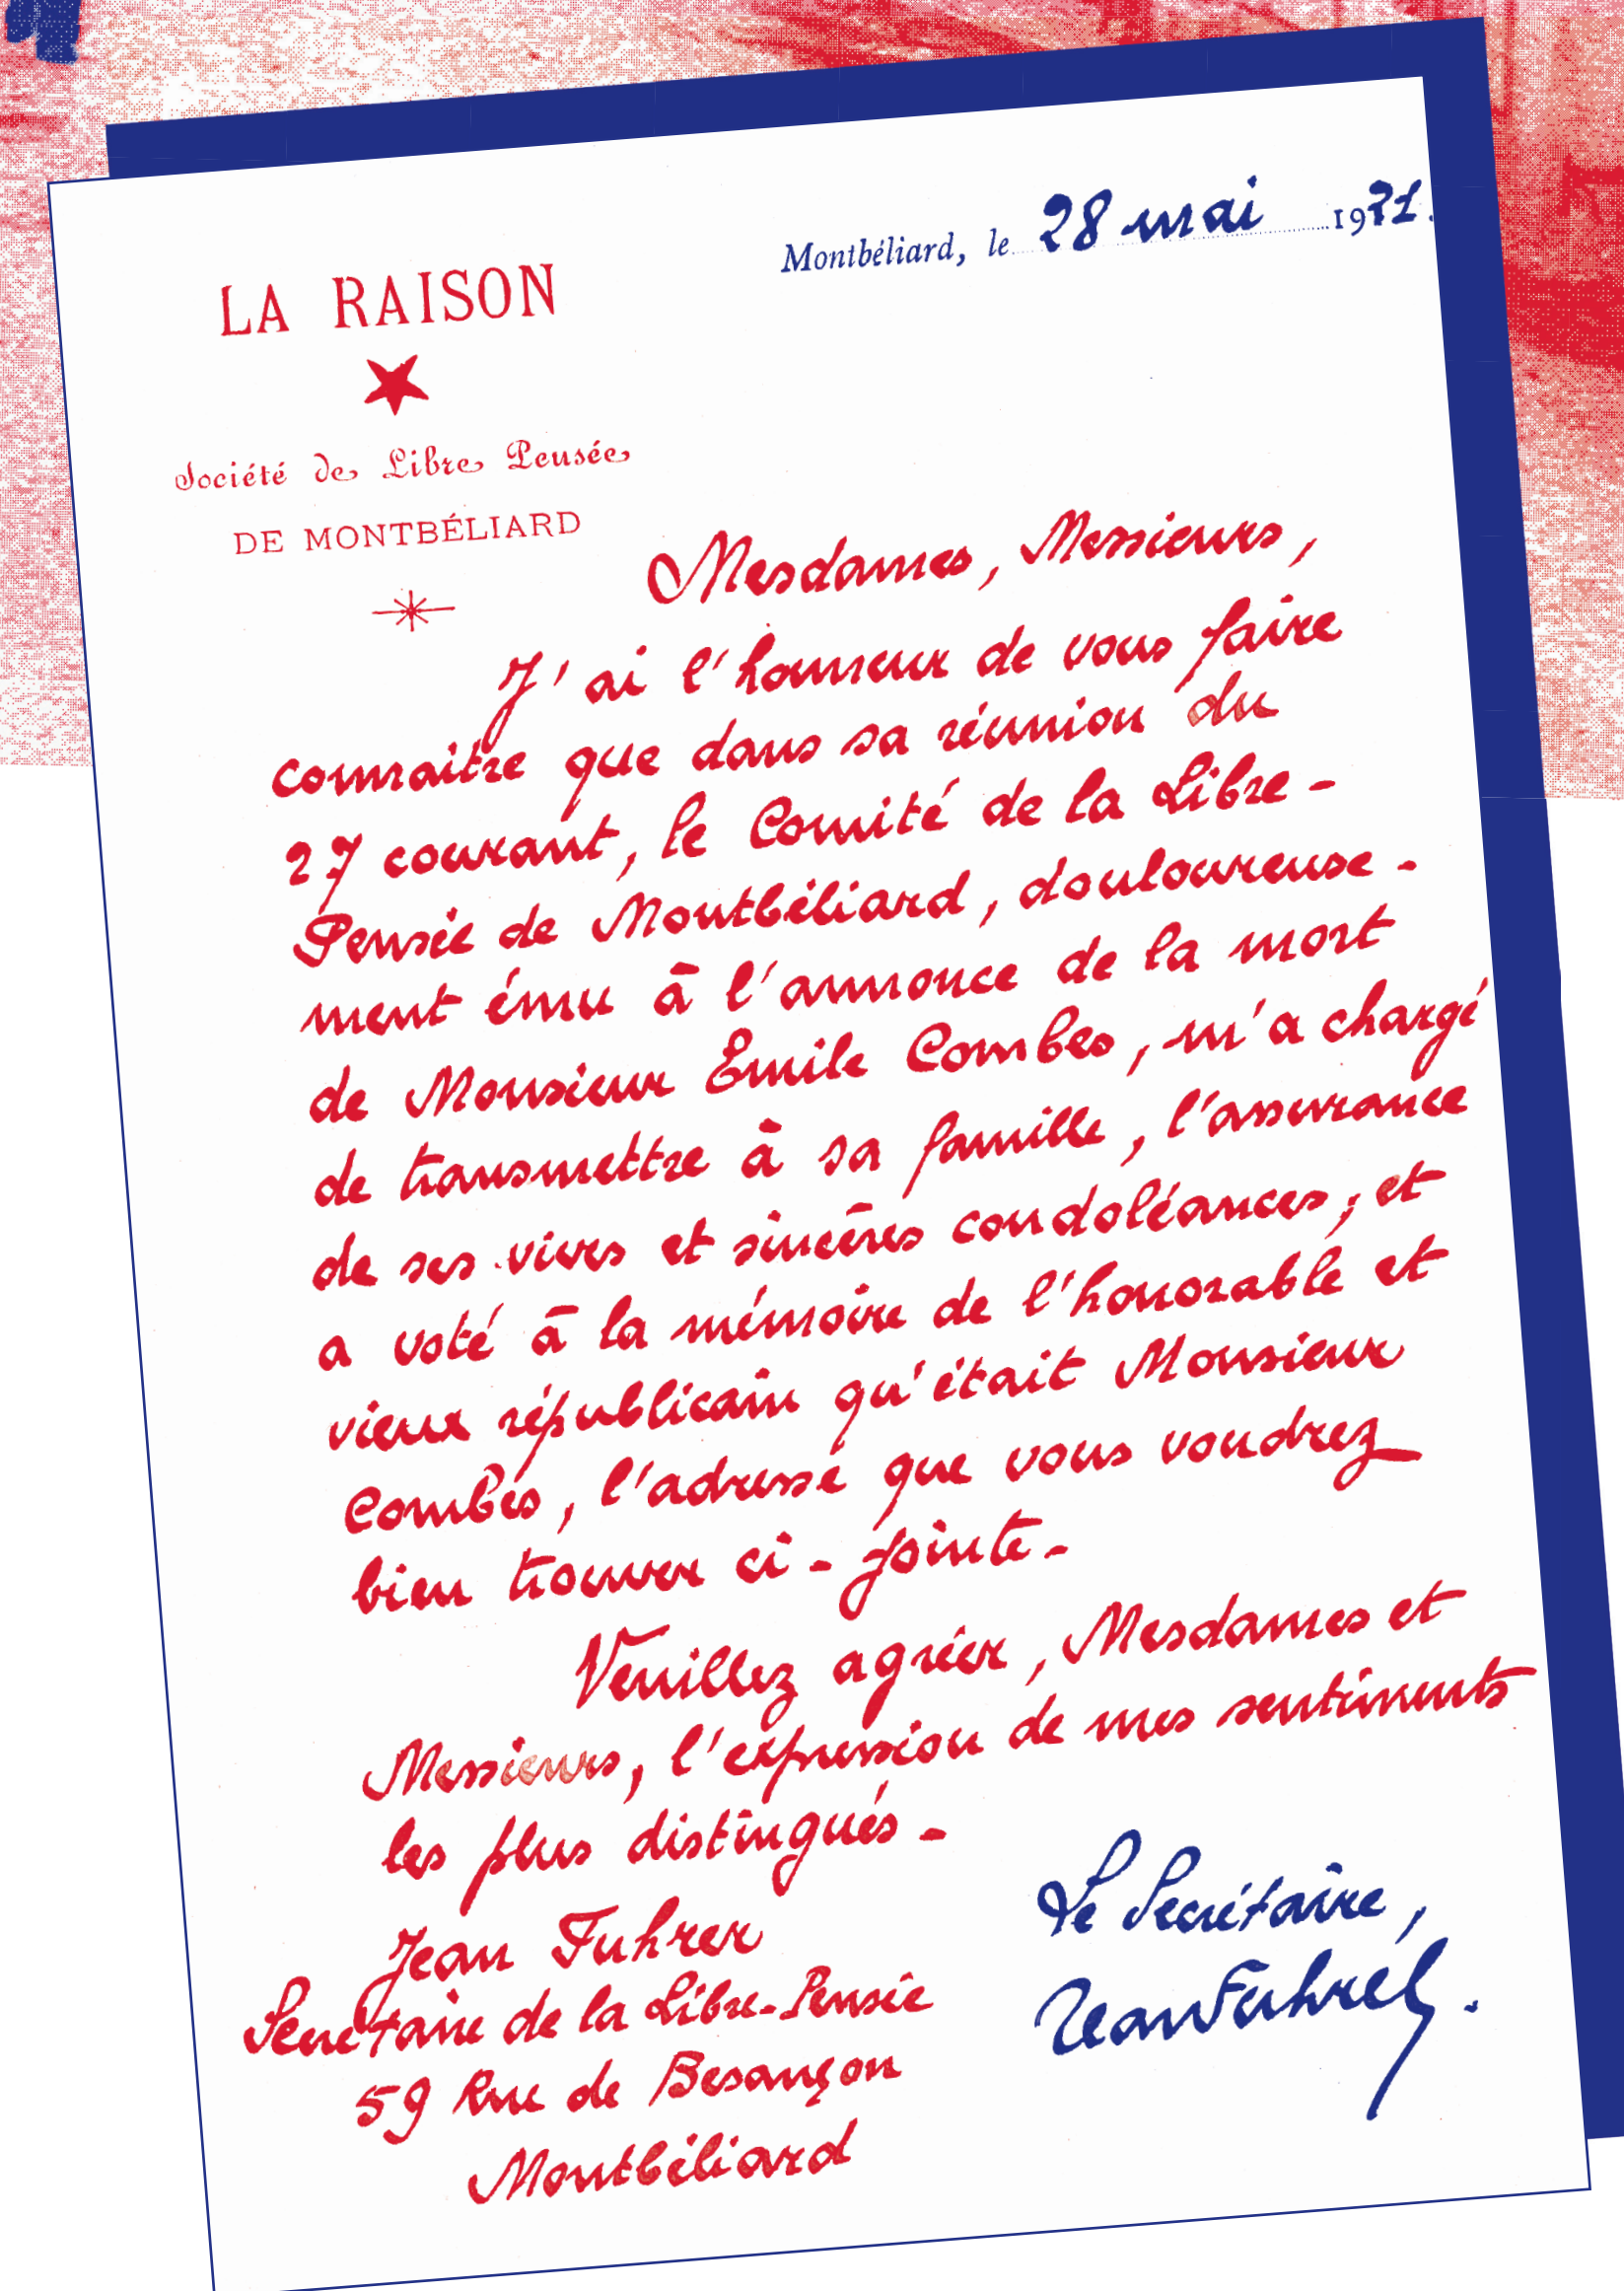 Montbéliard, le 28 mai 1921.
LA RAISON
Société de Libre Pensée
DE MONTBÉLIARD
Mesdames, Messieurs,
J'ai l'honneur de vous faire
connaitre que dans sa réunion du
27 courant, le Comité de la Libre-
Pensée de Montbéliard, douloureuse-
ment ému à l'annonce de la mort
de Monsieur Emile Combes, m'a chargé
de transmettre à sa famille, l'assurance
de ses vives et sincères condoléances, et
a voté à la mémoire de l'honorable et
vieux républicain qu'était Monsieur
Combes, l'adresse que vous voudrez
bien trouver ci-jointe-
Veuillez agréer, Mesdames et
Messieurs, l'expression de mes sentiments
les plus distingués-
Le Secrétaire,
Jean Fuhrer.
Jean Fuhrer
Secrétaire de la Libre-Pensée
59 Rue de Besançon
Montbéliard